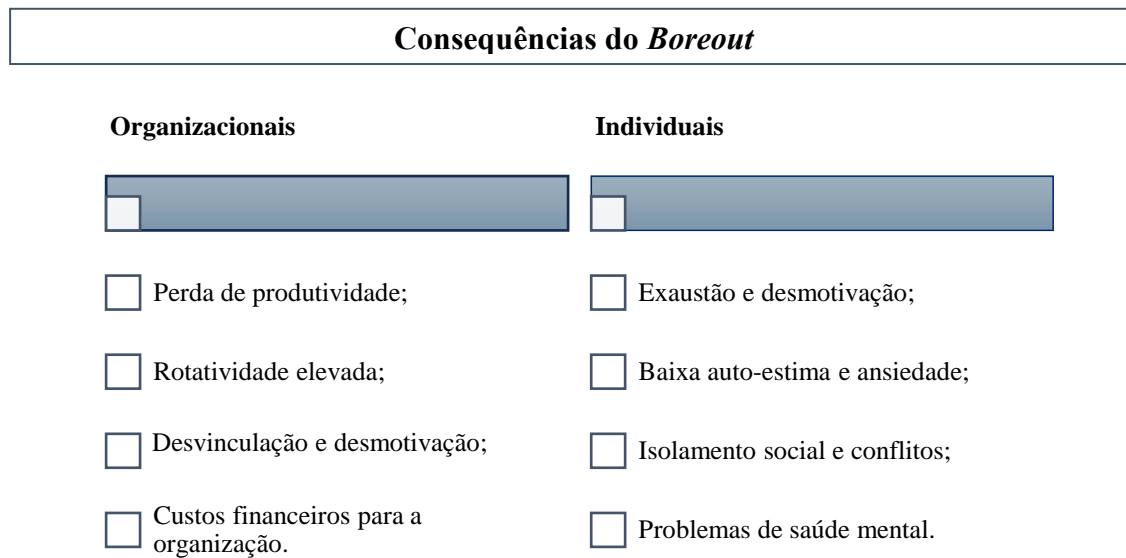 Consequências do Boreout
Organizacionais
Perda de produtividade;
Rotatividade elevada;
Desvinculação e desmotivação;
Custos financeiros para a
organização.
Individuais
Exaustão e desmotivação;
Baixa auto-estima e ansiedade;
Isolamento social e conflitos;
Problemas de saúde mental.